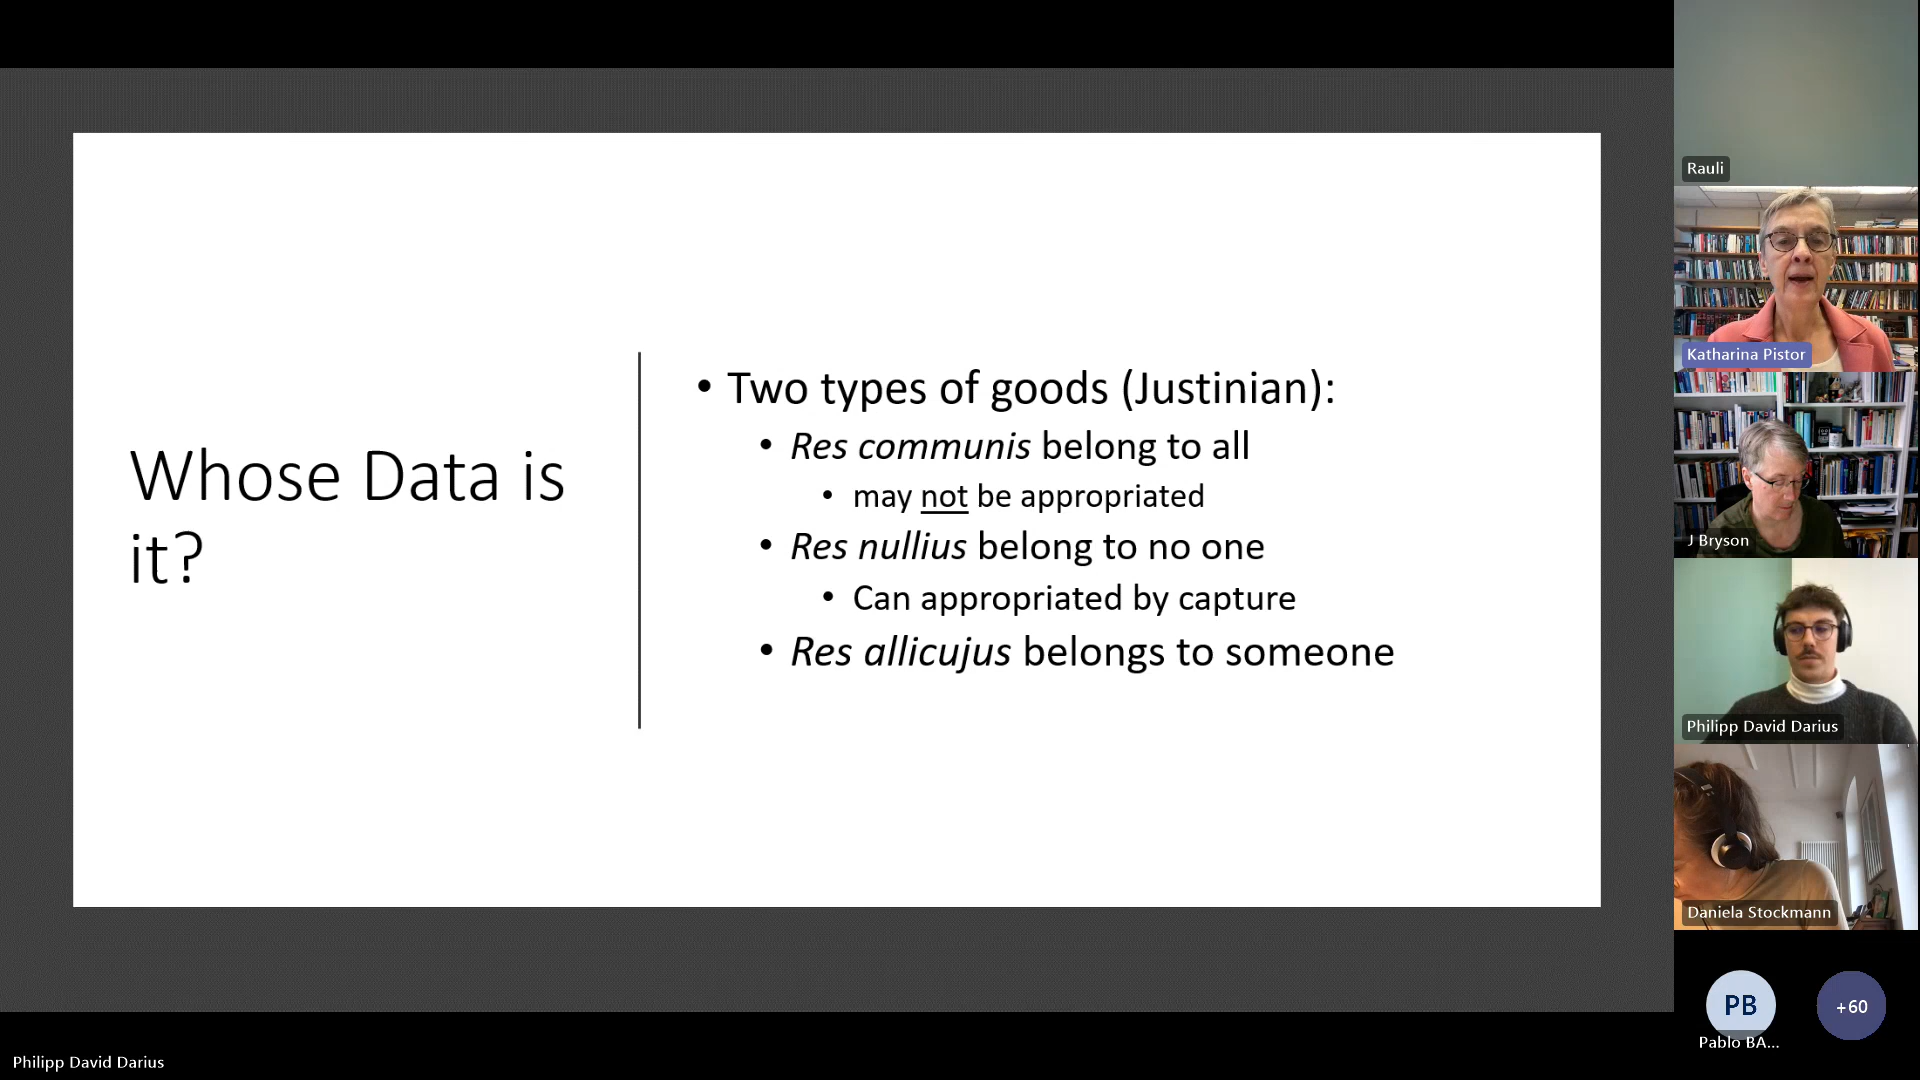 Whose Data is
it?
• Two types of goods (Justinian):
• Res communis belong to all
• may not be appropriated
• Res nullius belong to no one
• Can appropriated by capture
• Res allicujus belongs to someone
Rauli
Katharina Pistor
J Bryson
Philipp David Darius
Daniela Stockmann
PB
+60
Pablo BA...
Philipp David Darius